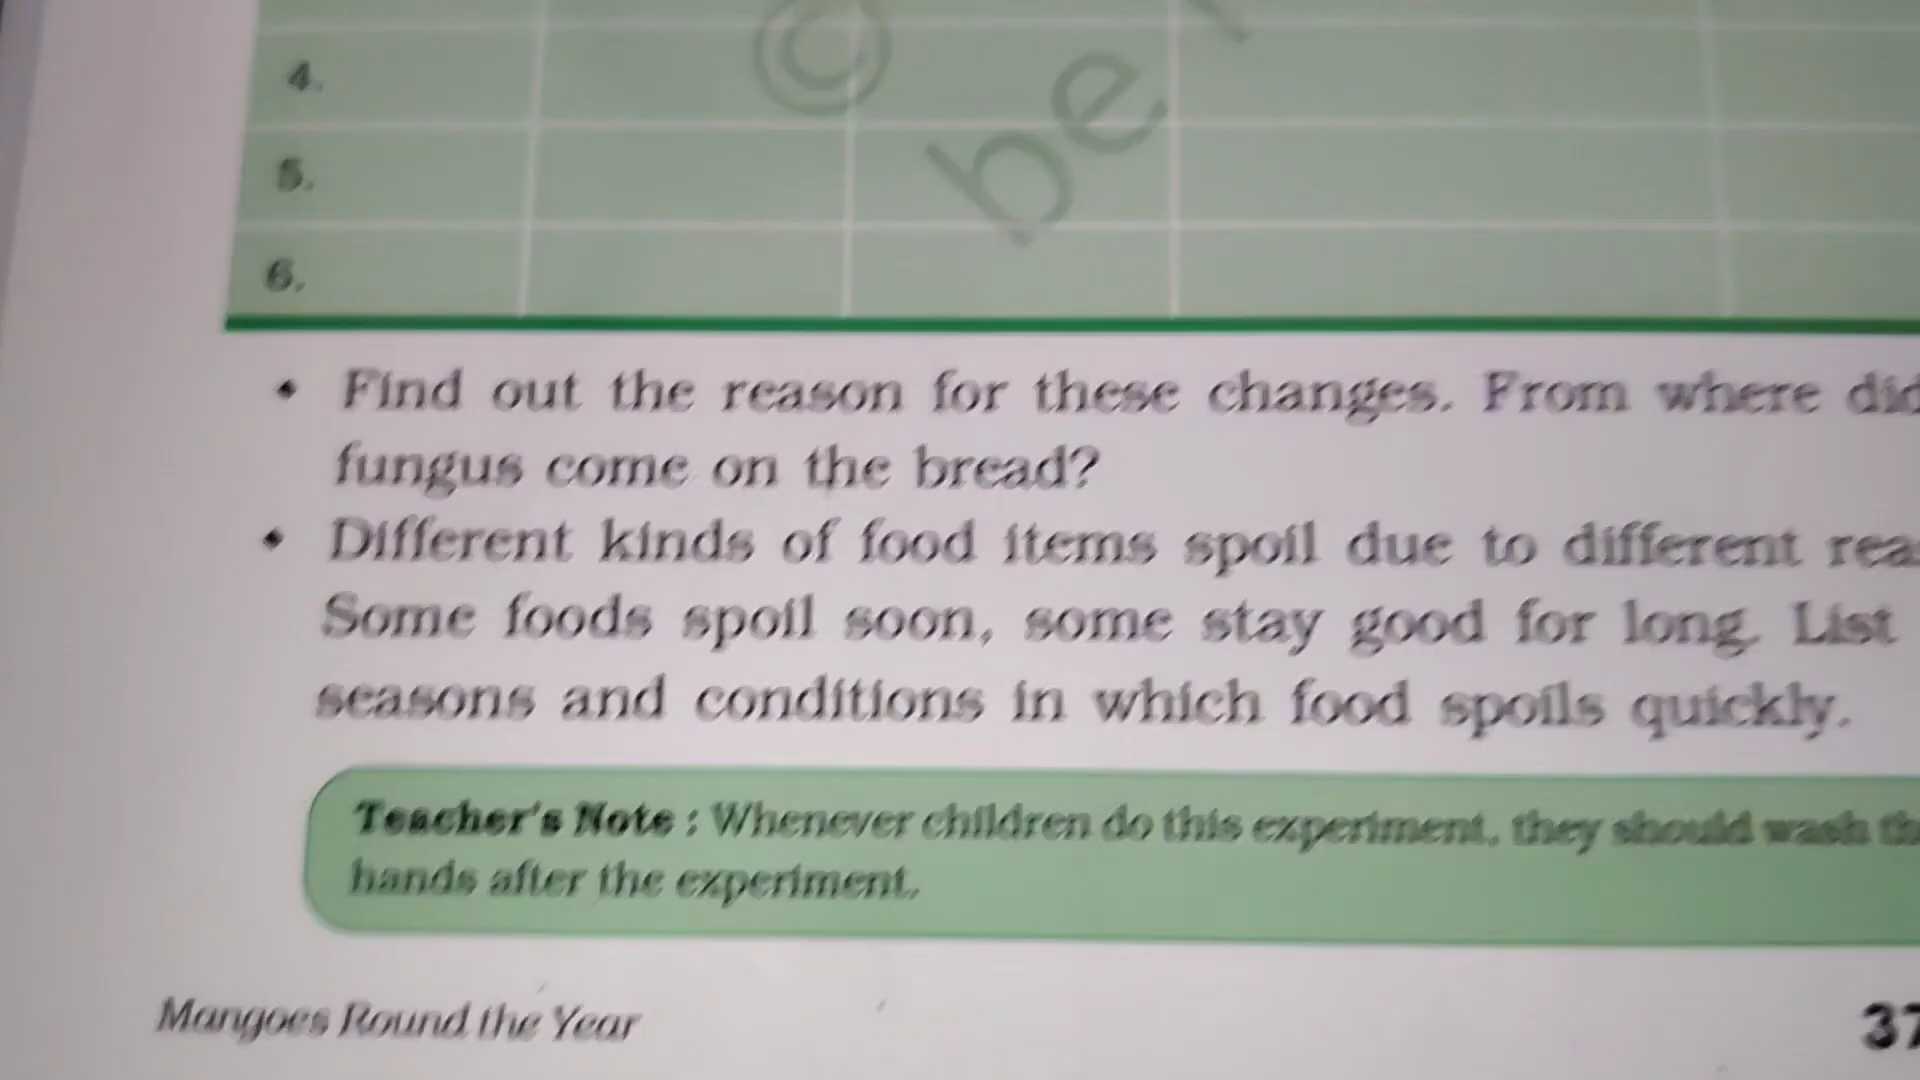 ©
be
4.
5.
6.
• Find out the reason for these changes. From where did
fungus come on the bread?
• Different kinds of food items spoil due to different
Some foods spoil soon, some stay good for long. List
seasons and conditions in which food spoils quickly.
Teacher's Note : Whenever children do this experiment, they should wash
hands after the experiment.
Mangoes Round the Year
37